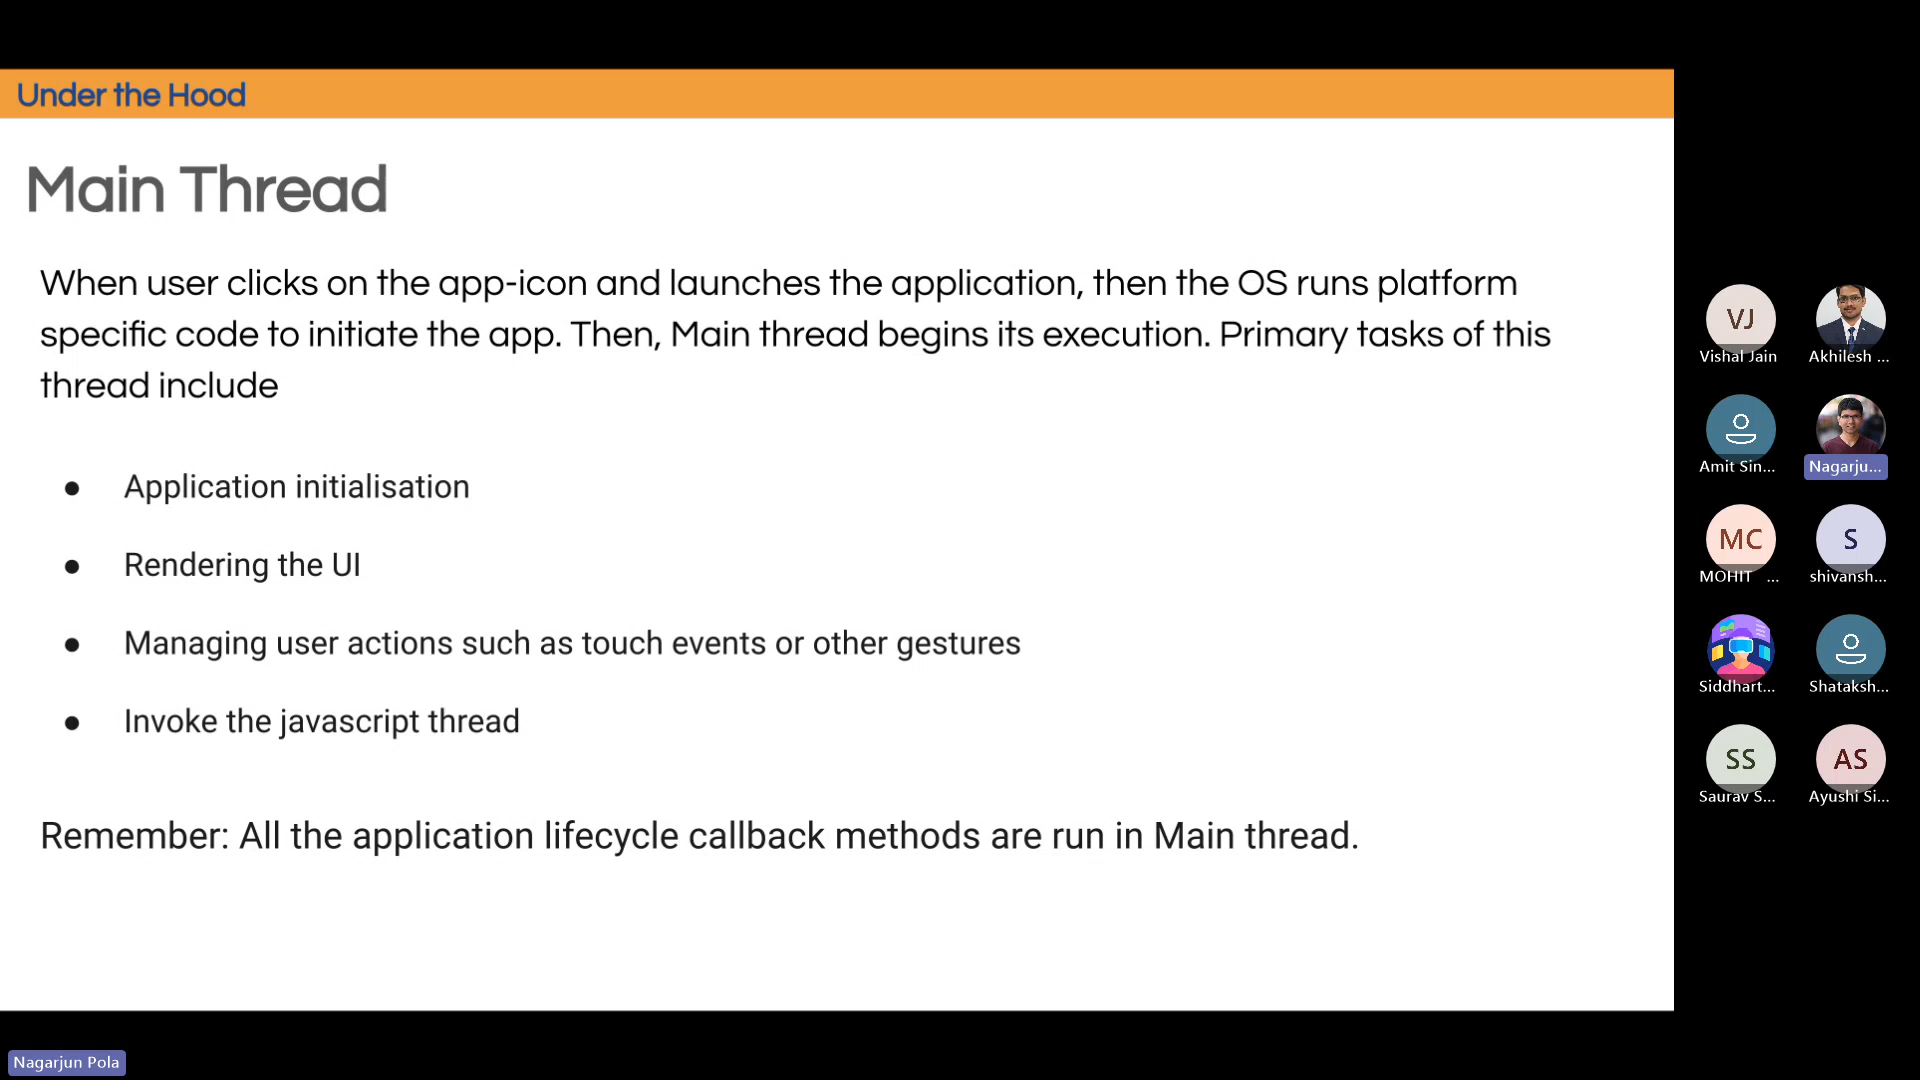 Under the Hood
Main Thread
When user clicks on the app-icon and launches the application, then the OS runs platform
specific code to initiate the app. Then, Main thread begins its execution. Primary tasks of this
thread include
● Application initialisation
● Rendering the UI
● Managing user actions such as touch events or other gestures
● Invoke the javascript thread
Remember: All the application lifecycle callback methods are run in Main thread.
VJ
Vishal Jain
Akhilesh ...
Amit Sin...
Nagarju...
MC
MOHIT ...
S
shivansh...
Siddhart...
Shataksh...
SS
Saurav S...
AS
Ayushi Si...
Nagarjun Pola